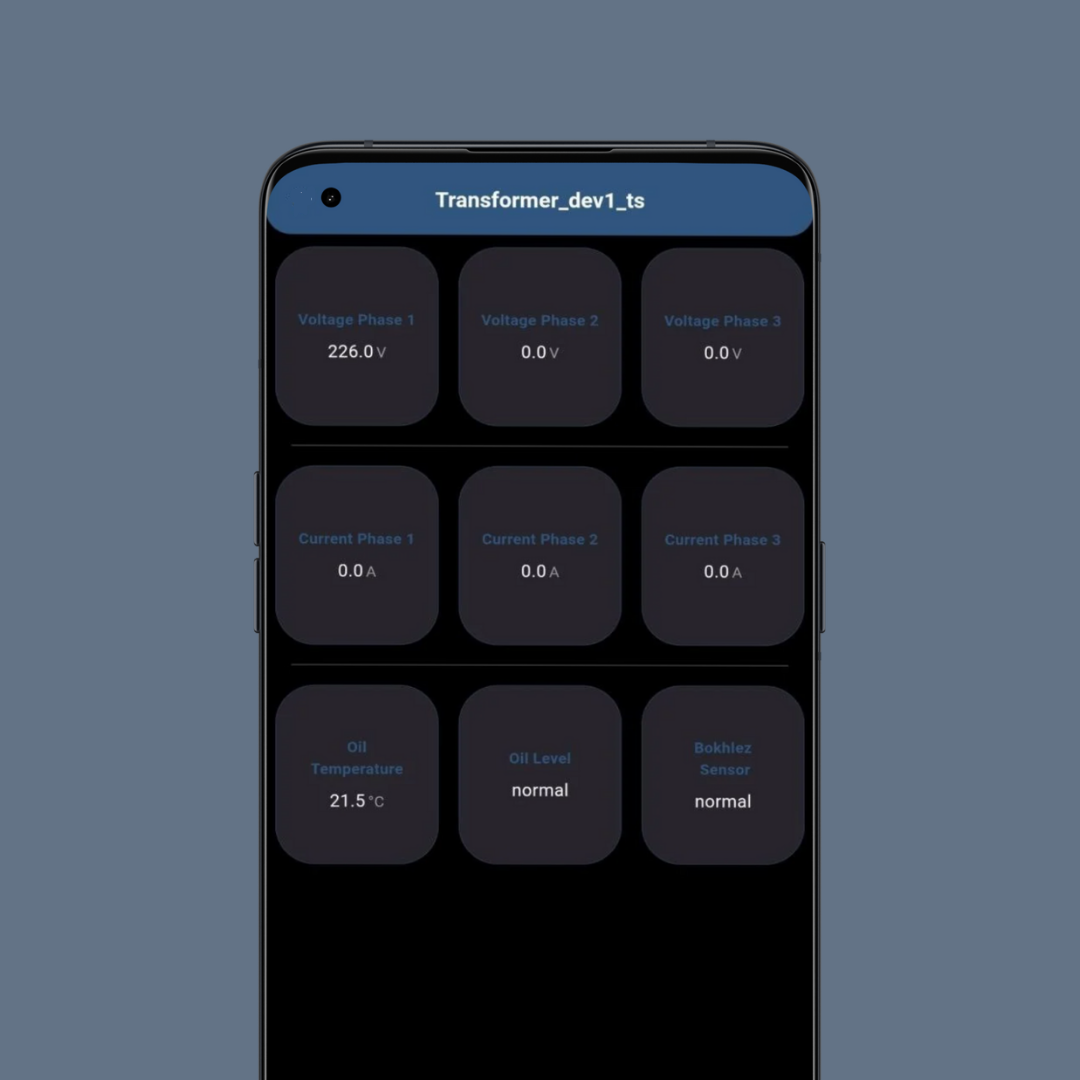 Transformer_dev1_ts
Voltage Phase 1
226.0 V
Voltage Phase 2
0.0 V
Voltage Phase 3
0.0 V
Current Phase 1
0.0 A
Current Phase 2
0.0 A
Current Phase 3
0.0 A
Oil
Temperature
21.5 °C
Oil Level
normal
Bokhlez
Sensor
normal